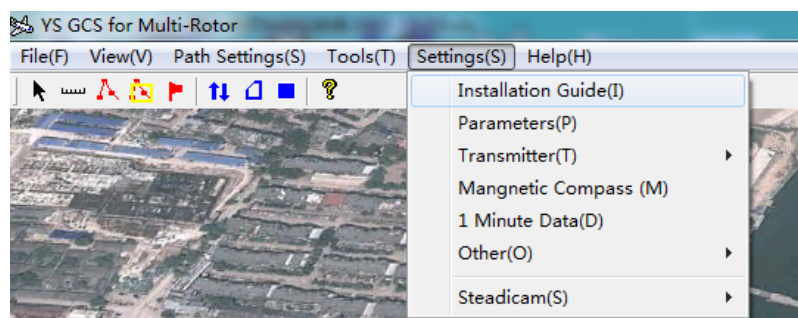 YS GCS for Multi-Rotor
File(F) View(V) Path Settings(S) Tools(T) Settings(S) Help(H)
Installation Guide(I)
Parameters(P)
Transmitter(T)
Mangnetic Compass (M)
1 Minute Data(D)
Other(O)
Steadicam(S)